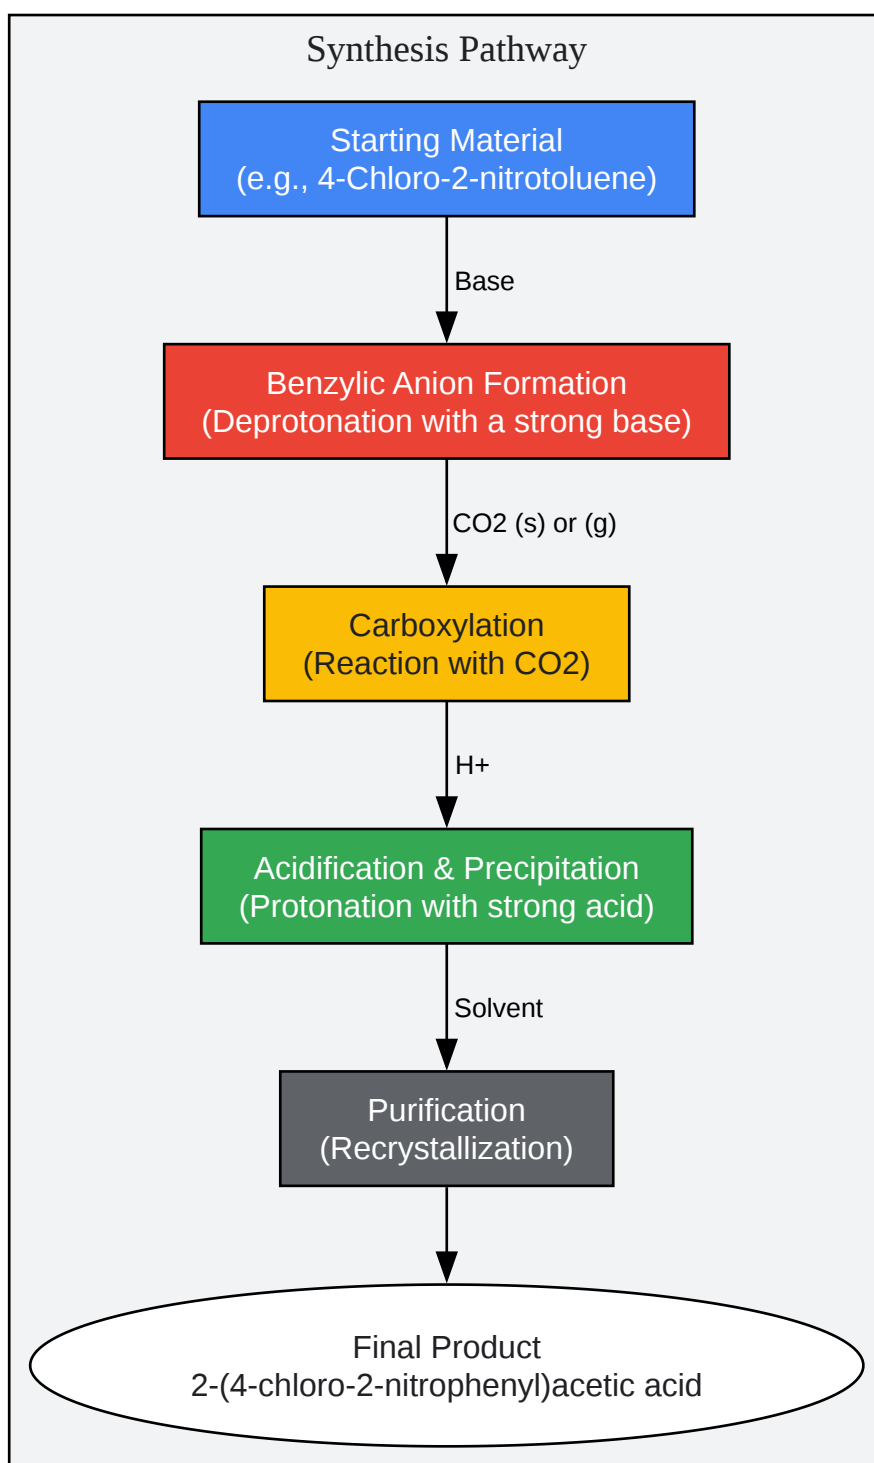 Synthesis Pathway
Starting Material
(e.g., 4-Chloro-2-nitrotoluene)
Base
Benzylic Anion Formation
(Deprotonation with a strong base)
CO2 (s) or (g)
Carboxylation
(Reaction with CO2)
H+
Acidification & Precipitation
(Protonation with strong acid)
Solvent
Purification
(Recrystallization)
Final Product
2-(4-chloro-2-nitrophenyl)acetic acid